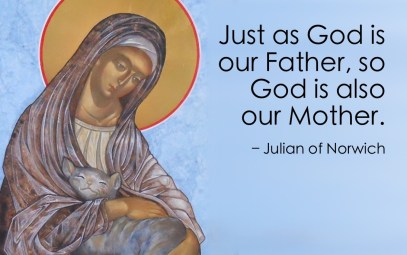 Just as God is
our Father, so
God is also
our Mother.
– Julian of Norwich